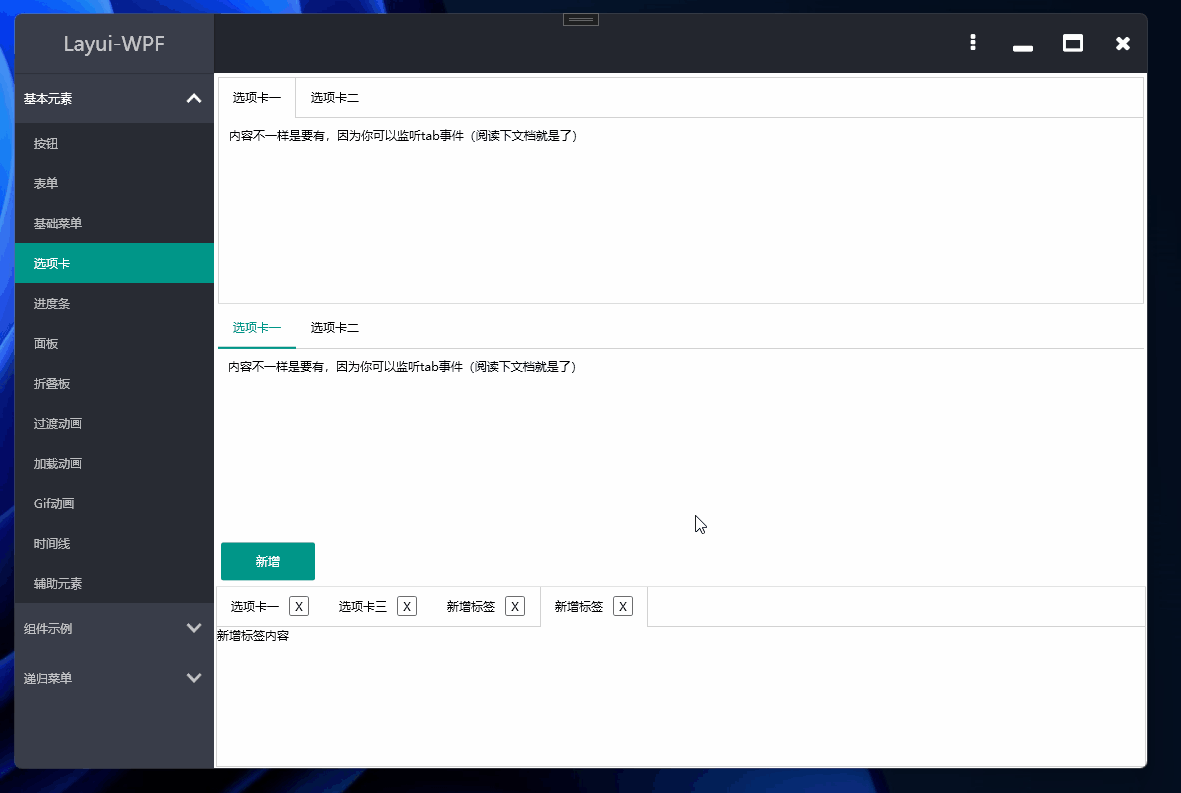 Layui-WPF
基本元素
按钮
表单
基础菜单
选项卡
进度条
面板
折叠板
过渡动画
加载动画
Gif动画
时间线
辅助元素
组件示例
递归菜单
选项卡一 选项卡二
内容不一样是要有，因为你可以监听tab事件（阅读下文档就是了）
选项卡一 选项卡二
内容不一样是要有，因为你可以监听tab事件（阅读下文档就是了）
新增
选项卡一 X 选项卡三 X 新增标签 X 新增标签 X
新增标签内容